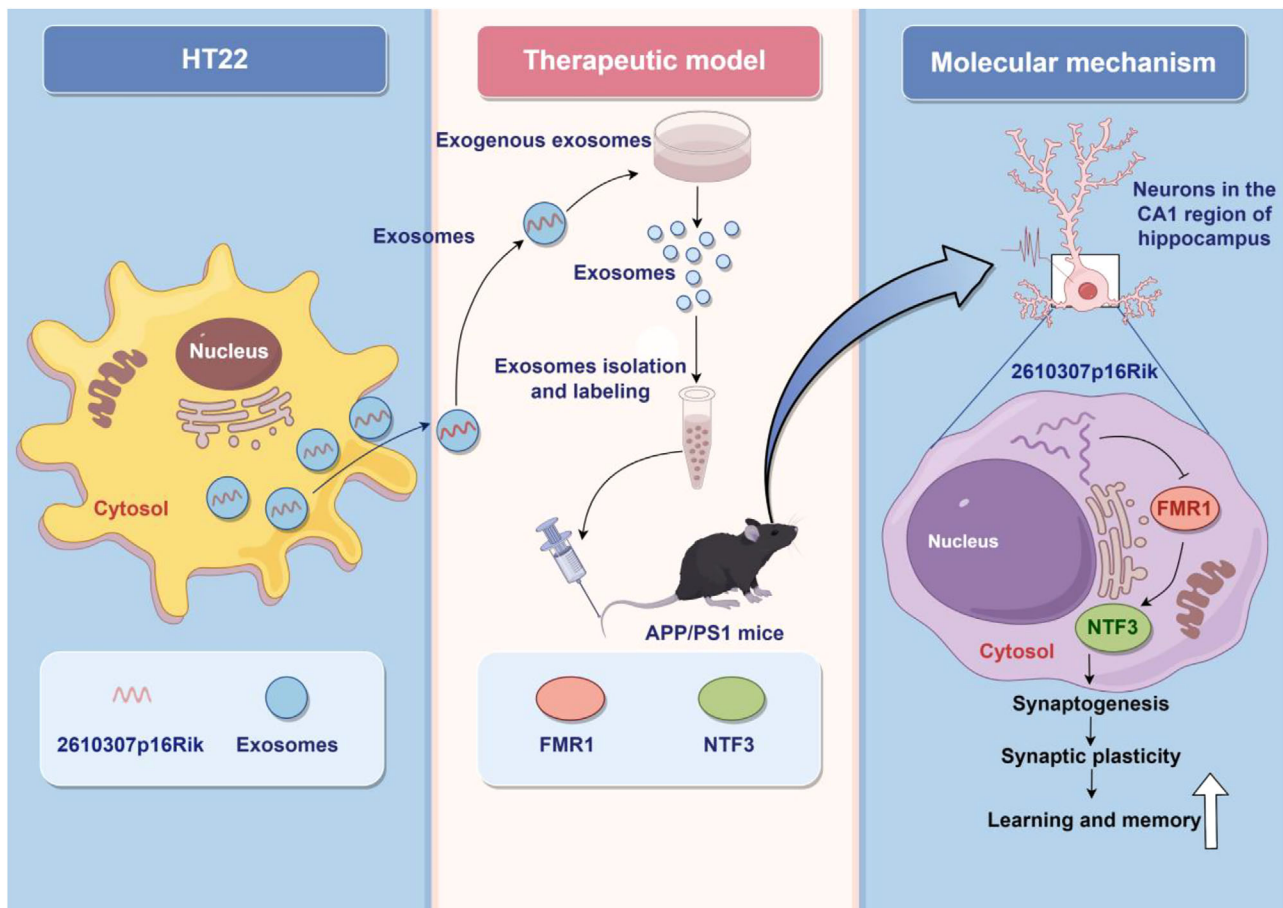 HT22
Nucleus
Cytosol
2610307p16Rik
Exosomes
Therapeutic model
Exogenous exosomes
Exosomes
Exosomes
Exosomes isolation
and labeling
APP/PS1 mice
FMR1
NTF3
Molecular mechanism
Neurons in the
CA1 region of
hippocampus
2610307p16Rik
FMR1
Nucleus
NTF3
Cytosol
Synaptogenesis
Synaptic plasticity
Learning and memory